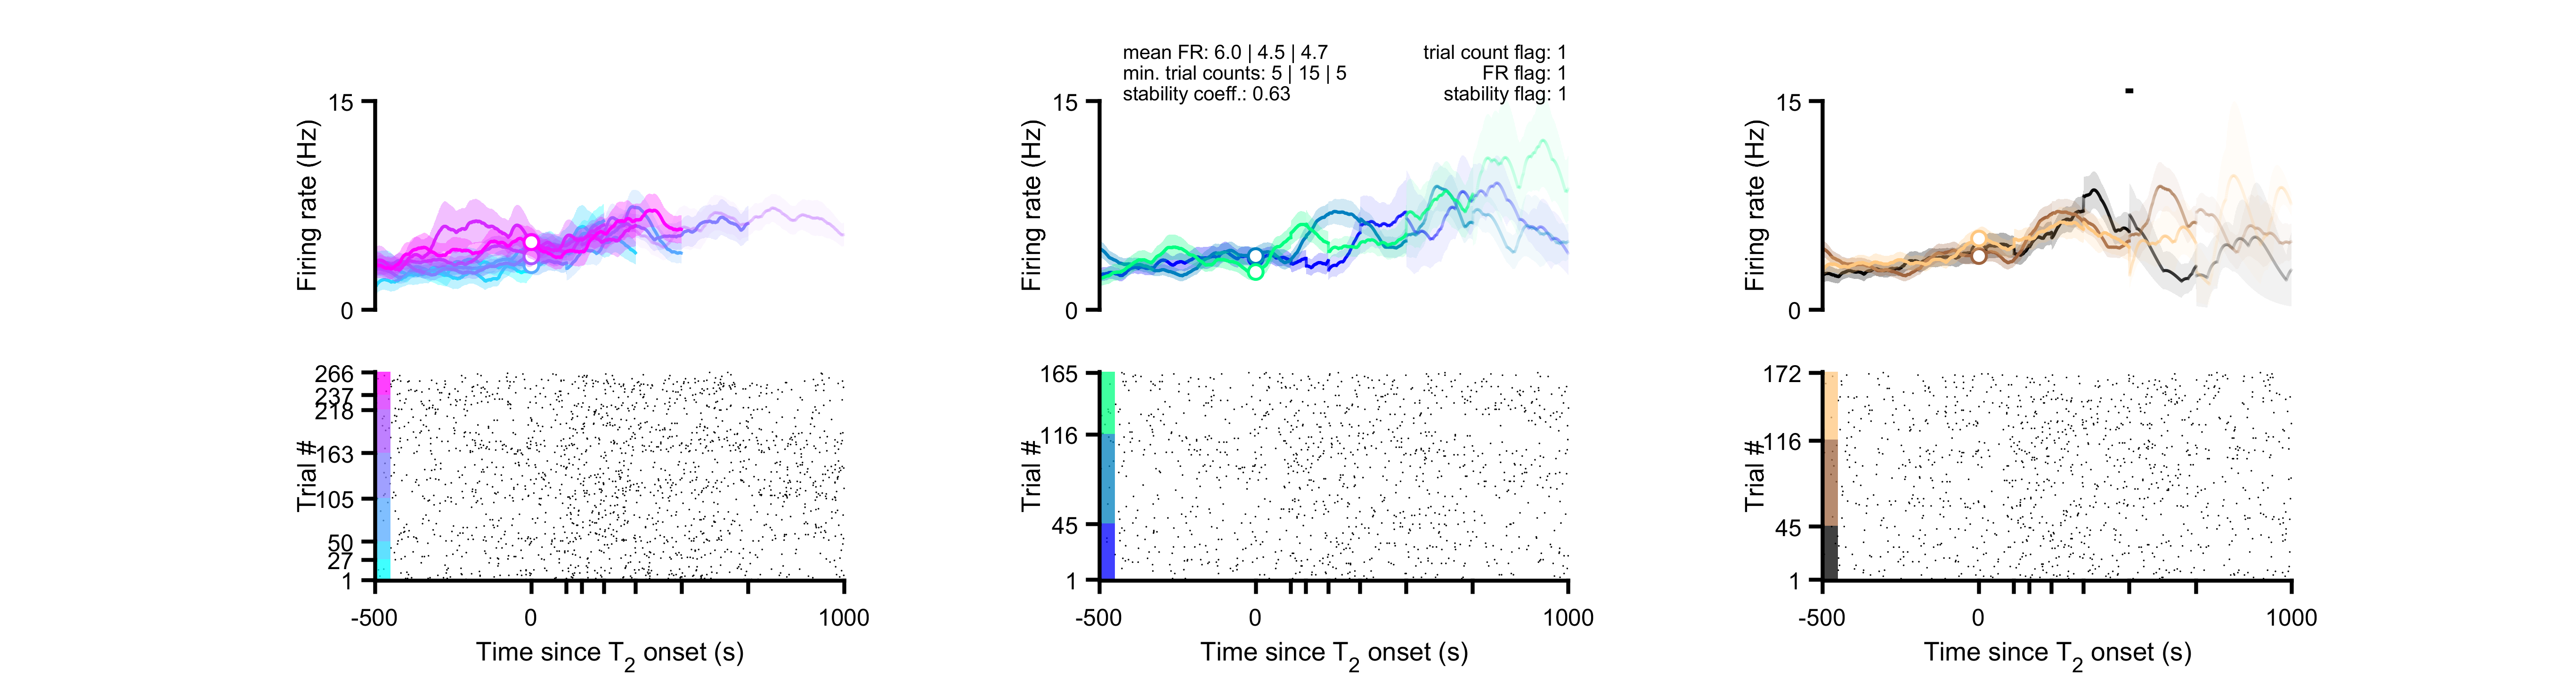 mean FR: 6.0 | 4.5 | 4.7
min. trial counts: 5 | 15 | 5
stability coeff.: 0.63
trial count flag: 1
FR flag: 1
stability flag: 1
Firing rate (Hz)
15
0
Firing rate (Hz)
15
0
Firing rate (Hz)
15
0
Trial #
266
237
218
163
105
50
27
1
-500
0
1000
Time since T2 onset (s)
Trial #
165
116
45
1
-500
0
1000
Time since T2 onset (s)
Trial #
172
116
45
1
-500
0
1000
Time since T2 onset (s)